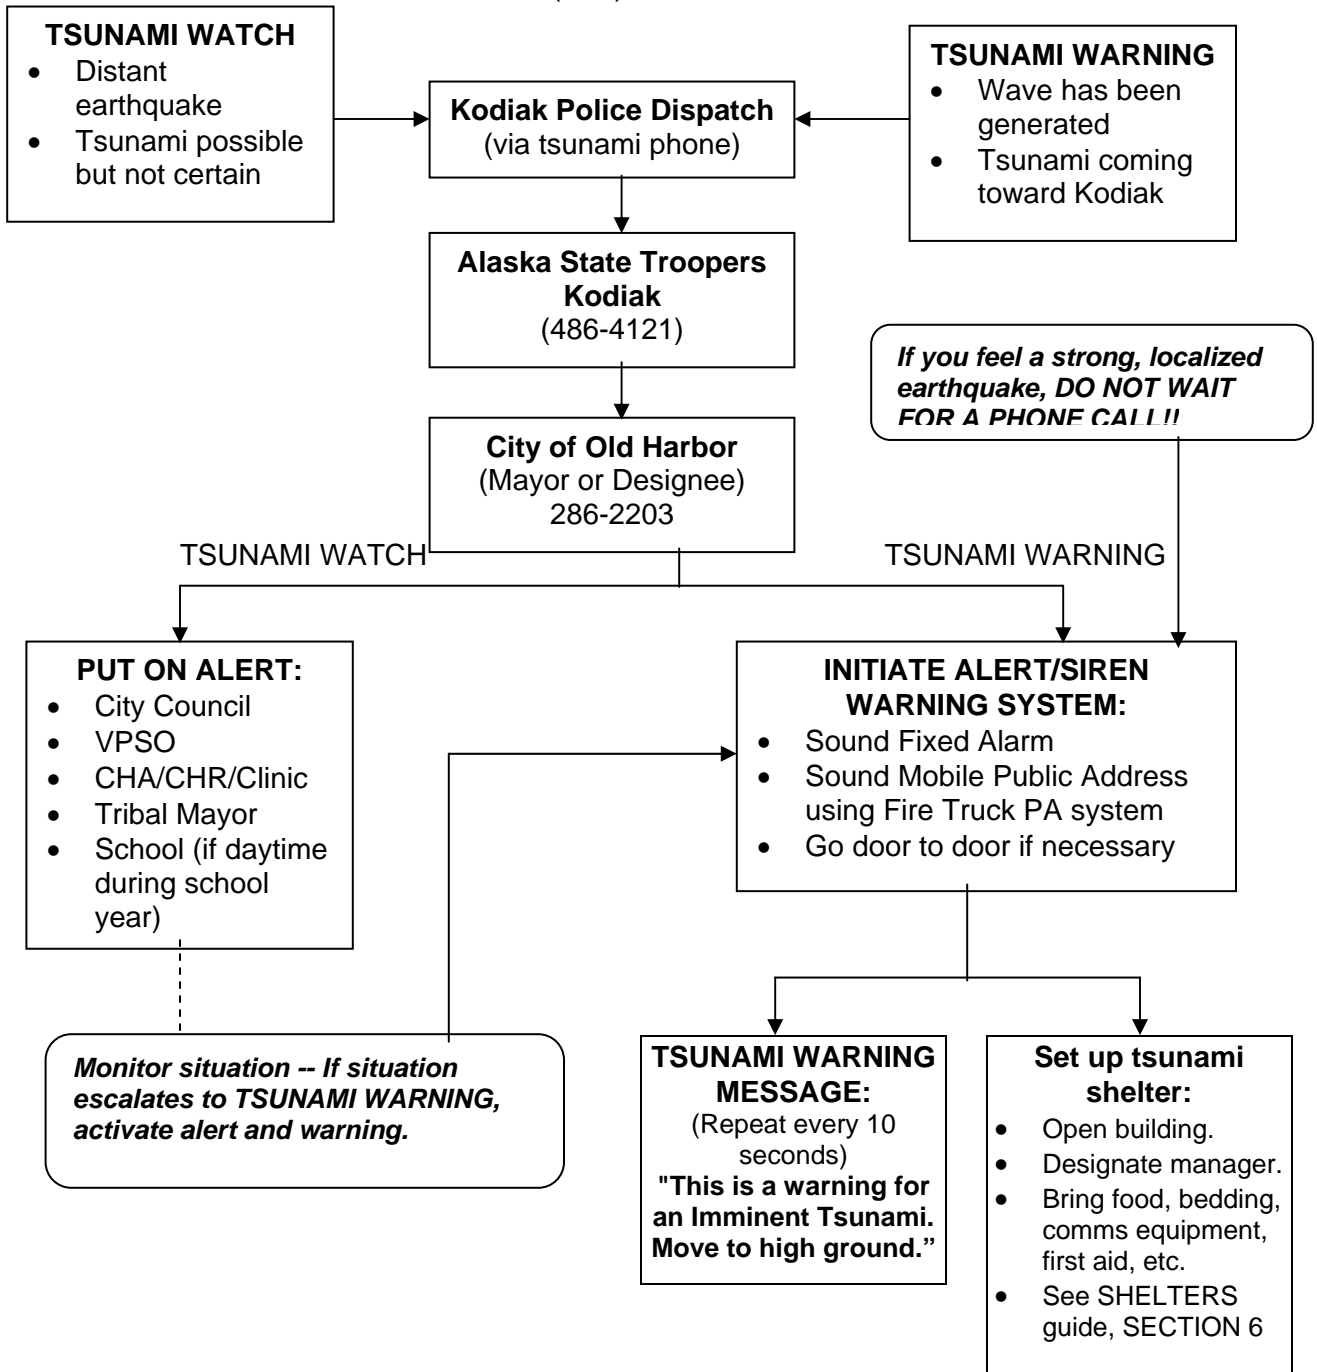 TSUNAMI WATCH
• Distant
earthquake
• Tsunami possible
but not certain
Kodiak Police Dispatch
(via tsunami phone)
TSUNAMI WARNING
• Wave has been
generated
• Tsunami coming
toward Kodiak
Alaska State Troopers
Kodiak
(486-4121)
If you feel a strong, localized
earthquake, DO NOT WAIT
FOR A PHONE CALL!!
City of Old Harbor
(Mayor or Designee)
286-2203
TSUNAMI WATCH
TSUNAMI WARNING
PUT ON ALERT:
• City Council
• VPSO
• CHA/CHR/Clinic
• Tribal Mayor
• School (if daytime
during school
year)
INITIATE ALERT/SIREN
WARNING SYSTEM:
• Sound Fixed Alarm
• Sound Mobile Public Address
using Fire Truck PA system
• Go door to door if necessary
Monitor situation -- If situation
escalates to TSUNAMI WARNING,
activate alert and warning.
TSUNAMI WARNING
MESSAGE:
(Repeat every 10
seconds)
"This is a warning for
an Imminent Tsunami.
Move to high ground.”
Set up tsunami
shelter:
• Open building.
• Designate manager.
• Bring food, bedding,
comms equipment,
first aid, etc.
• See SHELTERS
guide, SECTION 6